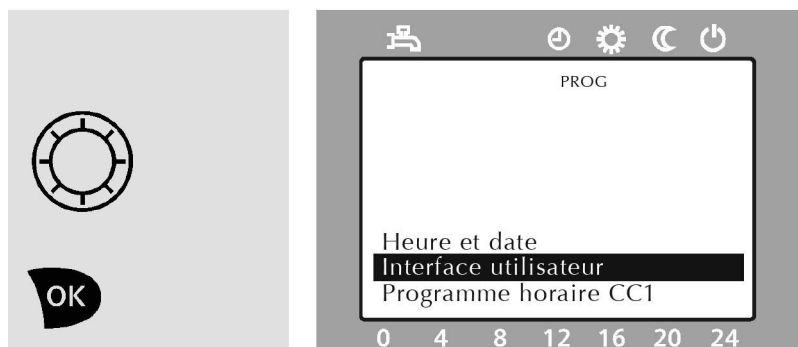 PROG
Heure et date
Interface utilisateur
OK
Programme horaire CC1
0 4 8 12 16 20 24